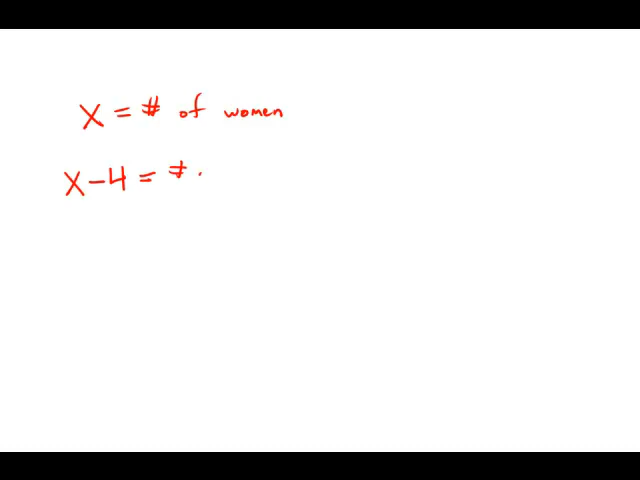 x = # of women
x-4 = #